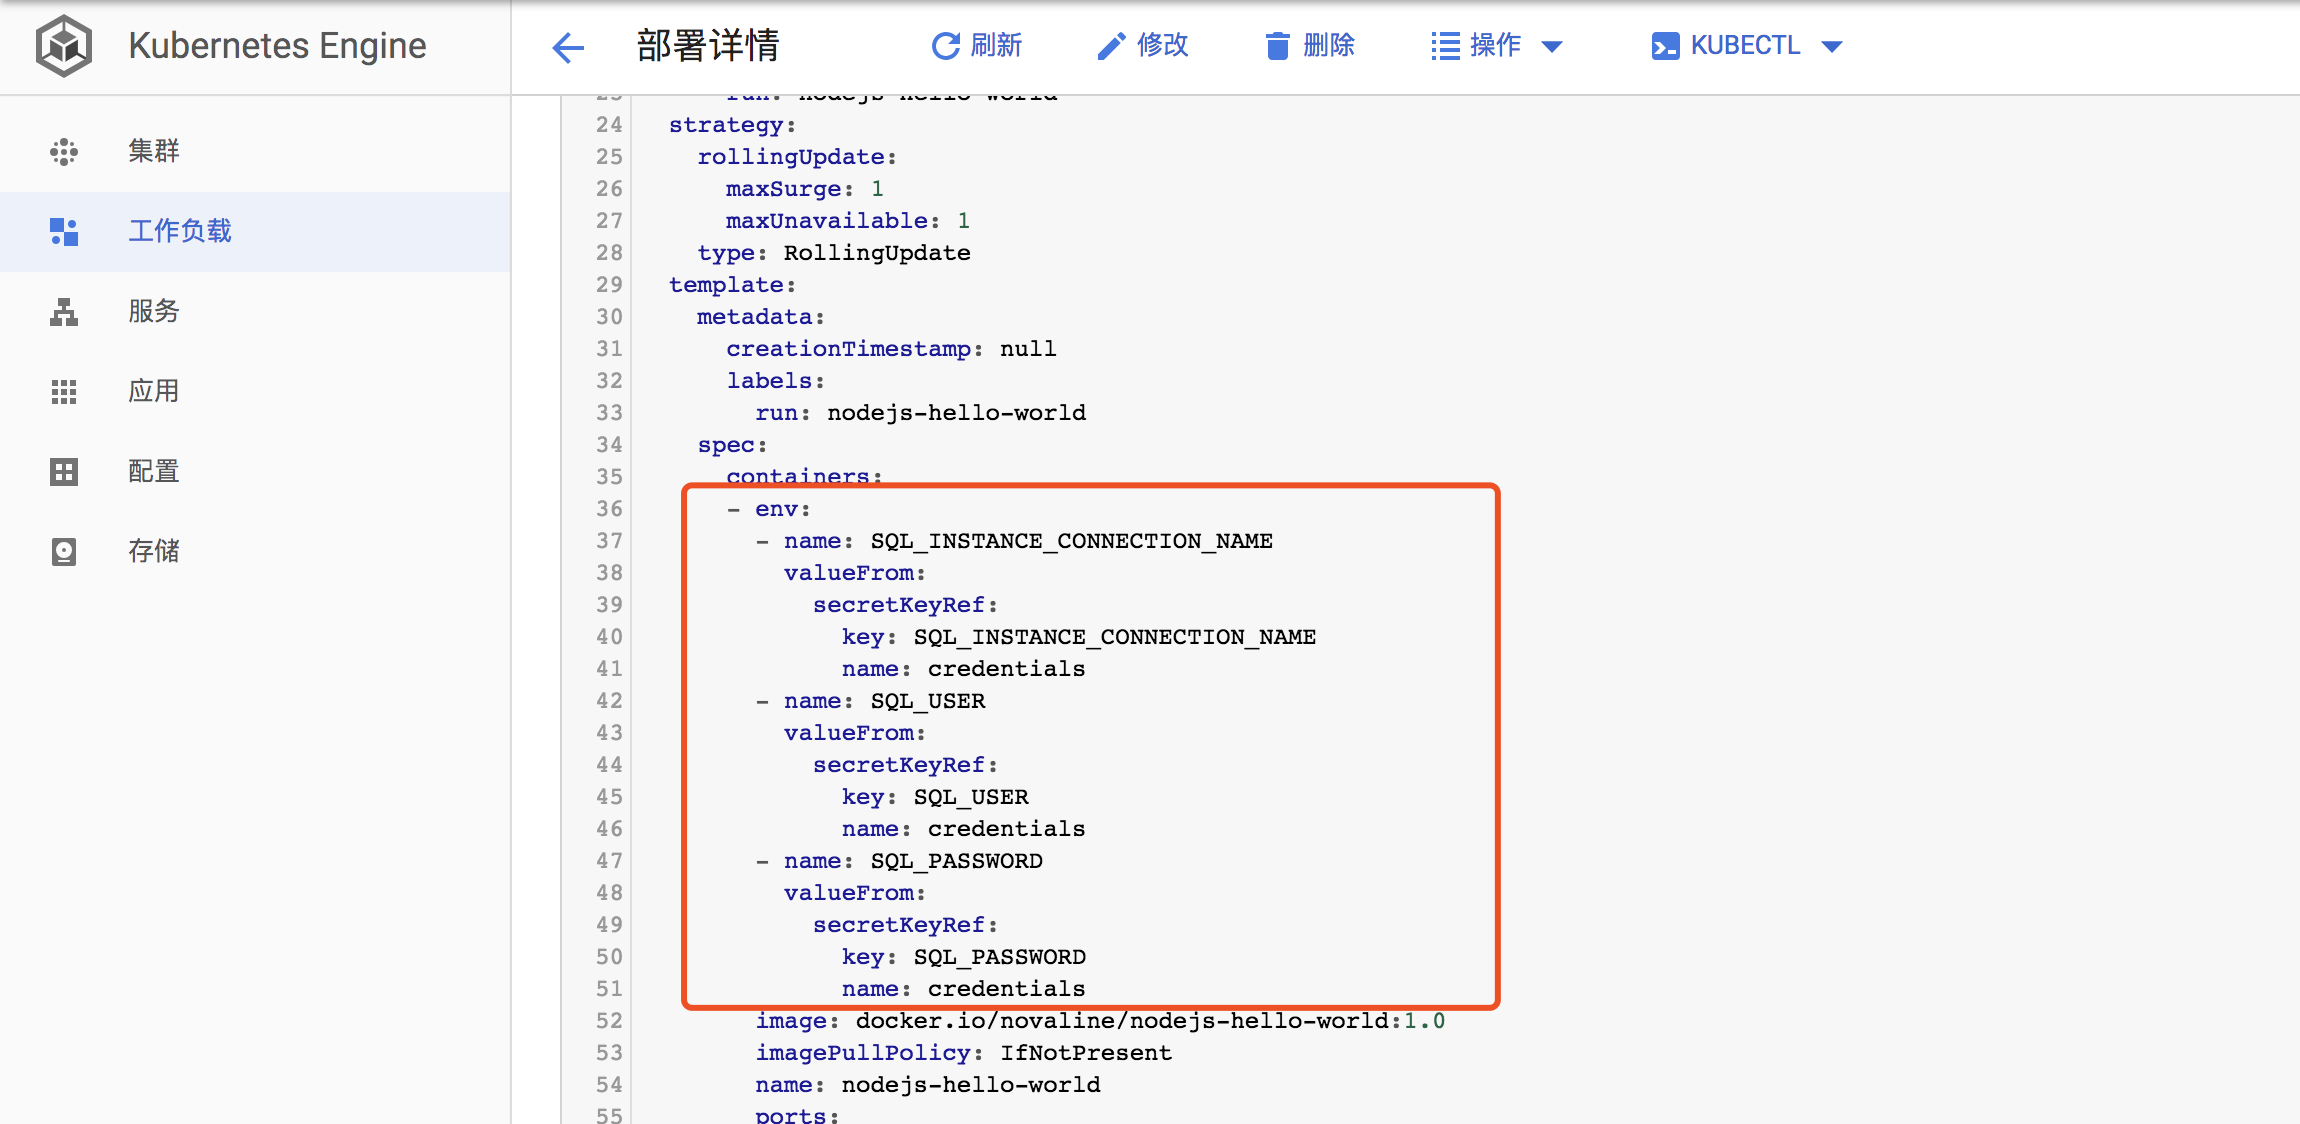 Kubernetes Engine
部署详情
刷新
修改
删除
操作
KUBECTL
集群
工作负载
服务
应用
配置
存储
23 run: nodejs-hello-world
24 strategy:
25 rollingUpdate:
26 maxSurge: 1
27 maxUnavailable: 1
28 type: RollingUpdate
29 template:
30 metadata:
31 creationTimestamp: null
32 labels:
33 run: nodejs-hello-world
34 spec:
35 containers:
36 - env:
37 - name: SQL_INSTANCE_CONNECTION_NAME
38 valueFrom:
39 secretKeyRef:
40 key: SQL_INSTANCE_CONNECTION_NAME
41 name: credentials
42 - name: SQL_USER
43 valueFrom:
44 secretKeyRef:
45 key: SQL_USER
46 name: credentials
47 - name: SQL_PASSWORD
48 valueFrom:
49 secretKeyRef:
50 key: SQL_PASSWORD
51 name: credentials
52 image: docker.io/novaline/nodejs-hello-world:1.0
53 imagePullPolicy: IfNotPresent
54 name: nodejs-hello-world
55 ports: